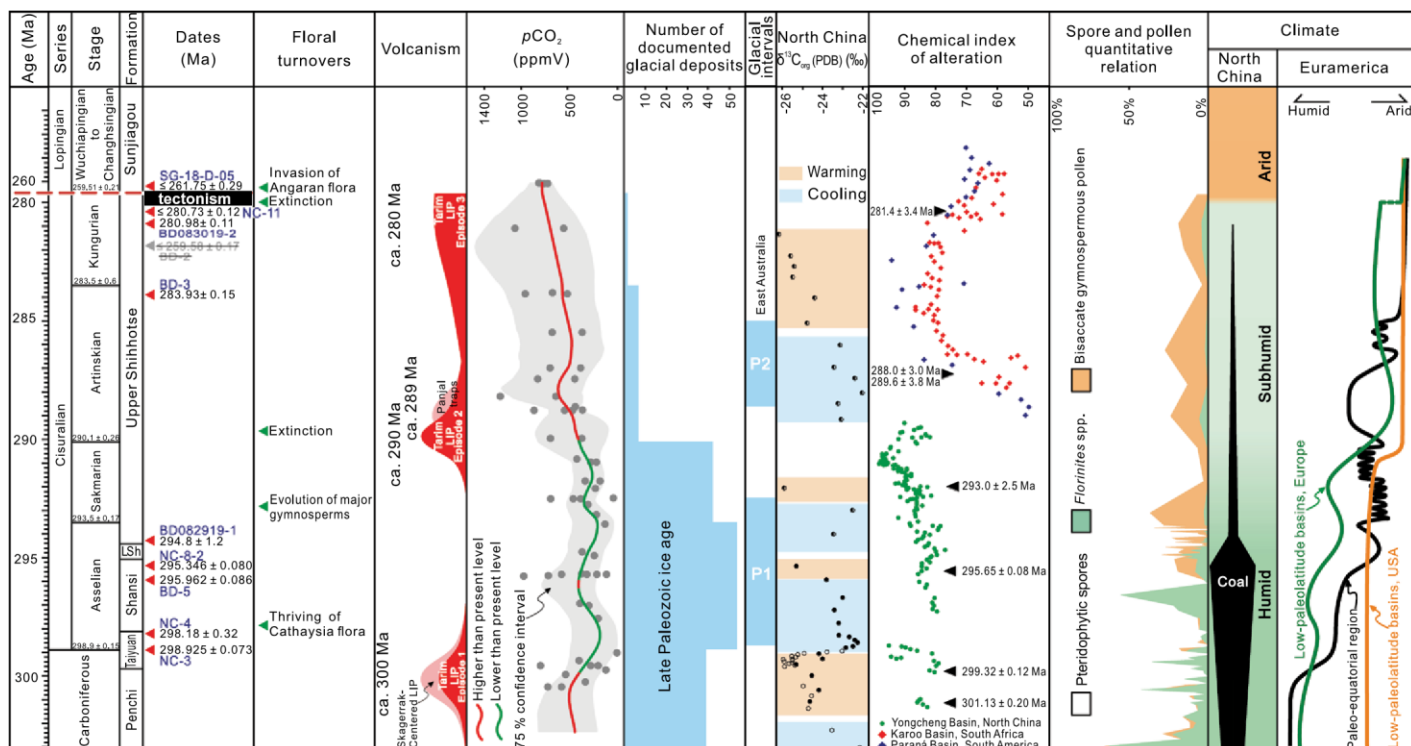 Age (Ma)
Series
Stage
Formation
Dates
(Ma)
Floral
turnovers
Volcanism
pCO₂
(ppmV)
1400
500
0
Number of
documented
glacial deposits
10
20
30
40
50
Glacial
intervals
North China
δ¹³C_org (PDB) (‰)
-26
-24
-22
Chemical index
of alteration
100
90
80
70
60
50
Spore and pollen
quantitative
relation
100%
50%
0%
Climate
North
China
Euramerica
Humid
Arid
260
280
285
290
295
300
Lopingian
Cisuralian
Carboniferous
Wuchiapingian
to
Changhsingian
259.51 ± 0.21
Kungurian
283.5 ± 0.6
Artinskian
290.1 ± 0.26
Sakmarian
293.5 ± 0.17
Asselian
298.9 ± 0.15
Sunjiagou
Upper Shihhotse
LSh
Shansi
Taiyuan
Penchi
SG-18-D-05
≤ 261.75 ± 0.29
tectonism
≤ 280.73 ± 0.12 NC-11
280.98 ± 0.11
BD083019-2
≤ 259.58 ± 0.17
BD-2
BD-3
283.93± 0.15
BD082919-1
294.8 ± 1.2
NC-8-2
295.346 ± 0.080
295.962 ± 0.086
BD-5
NC-4
298.18 ± 0.32
298.925 ± 0.073
NC-3
Invasion of
Angaran flora
Extinction
Extinction
Evolution of major
gymnosperms
Thriving of
Cathaysia flora
ca. 280 Ma
Tarim
LIP
Episode 3
ca. 289 Ma
Panjal
traps
ca. 290 Ma
Tarim
LIP
Episode 2
ca. 300 Ma
Tarim
LIP
Episode 1
Skagerrak-
Centered LIP
Higher than present level
Lower than present level
75 % confidence interval
Late Paleozoic ice age
P2
P1
Warming
Cooling
East Australia
281.4 ± 3.4 Ma
288.0 ± 3.0 Ma
289.6 ± 3.8 Ma
293.0 ± 2.5 Ma
295.65 ± 0.08 Ma
299.32 ± 0.12 Ma
301.13 ± 0.20 Ma
Yongcheng Basin, North China
Karoo Basin, South Africa
Paraná Basin, South America
Bisaccate gymnospermous pollen
Florinites spp.
Pteridophytic spores
Arid
Subhumid
Humid
Coal
Low-paleolatitude basins, Europe
Paleo-equatorial region
Low-paleolatitude basins, USA